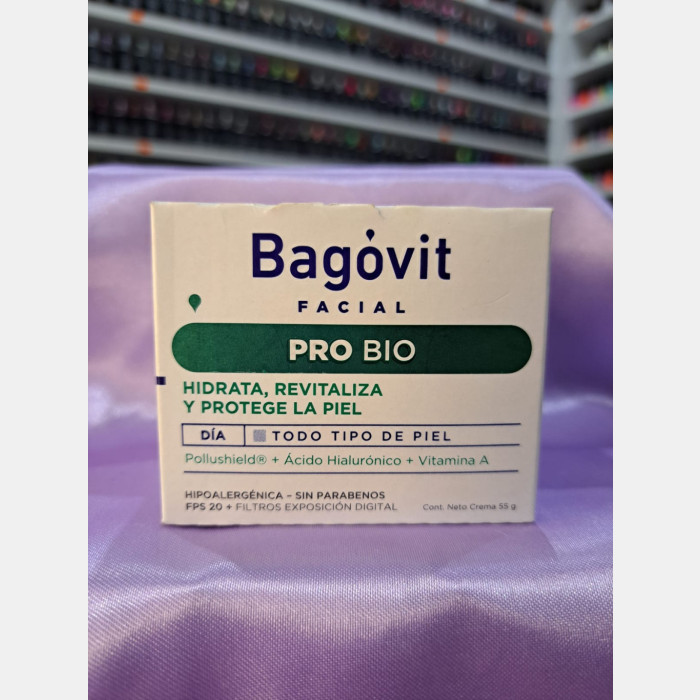 Bagóvit
FACIAL
PRO BIO
HIDRATA, REVITALIZA
Y PROTEGE LA PIEL
DÍA TODO TIPO DE PIEL
Pollushield® + Ácido Hialurónico + Vitamina A
HIPOALERGÉNICA – SIN PARABENOS
FPS 20 + FILTROS EXPOSICIÓN DIGITAL Cont. Neto Crema 55 g